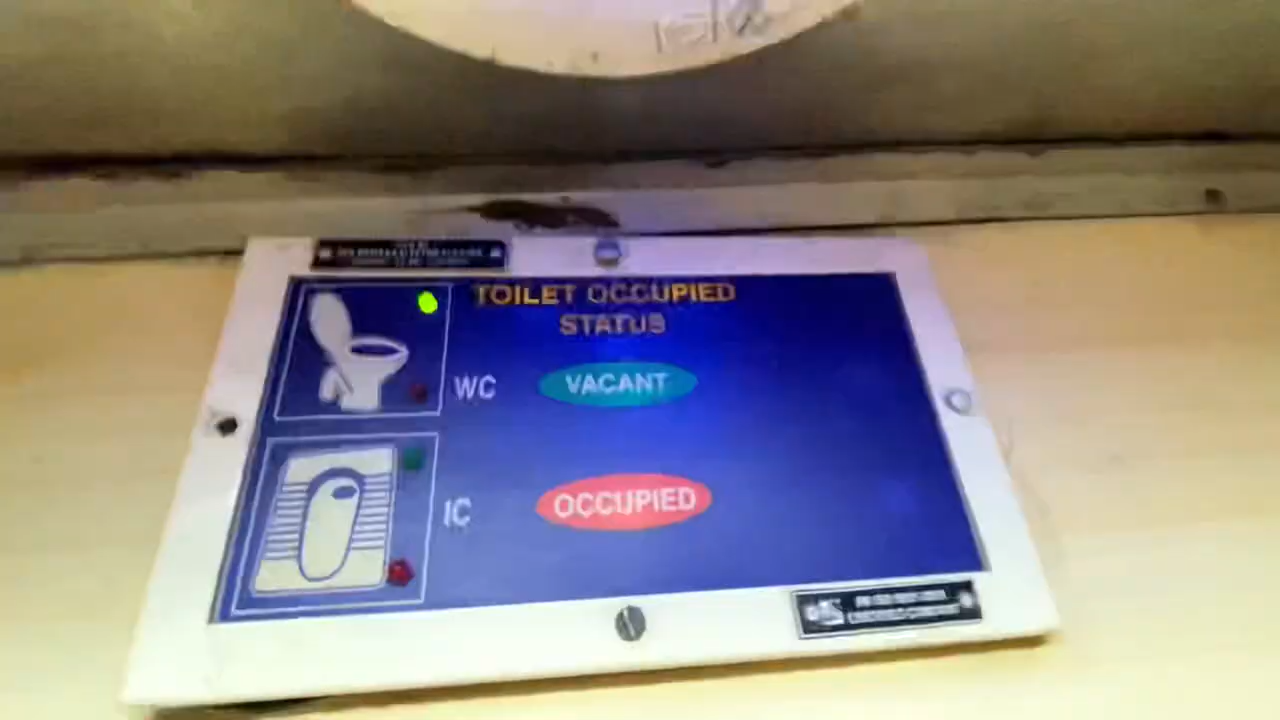 TOILET OCCUPIED
STATUS
WC
VACANT
IC
OCCUPIED